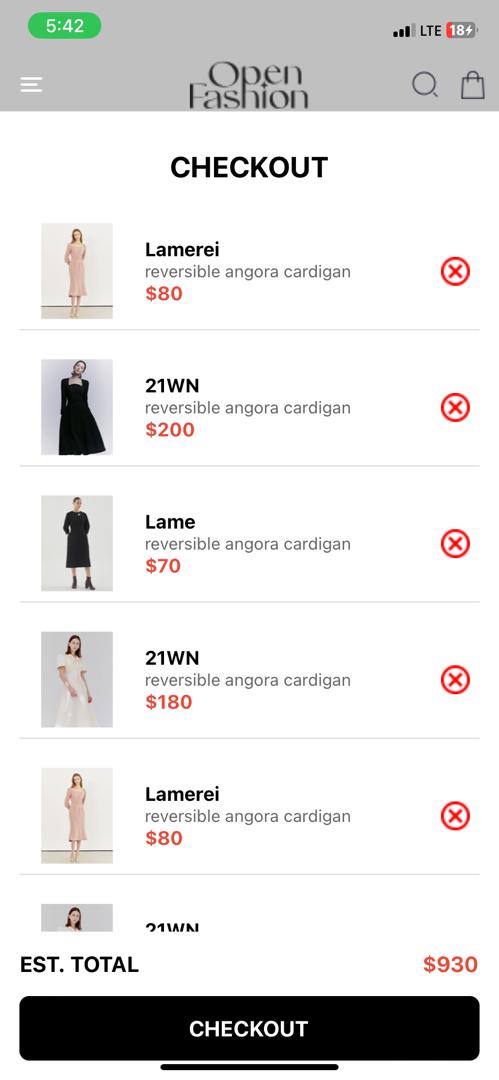 5:42
LTE
18
Open
Fashion
CHECKOUT
Lamerei
reversible angora cardigan
$80
21WN
reversible angora cardigan
$200
Lame
reversible angora cardigan
$70
21WN
reversible angora cardigan
$180
Lamerei
reversible angora cardigan
$80
21WN
EST. TOTAL
$930
CHECKOUT